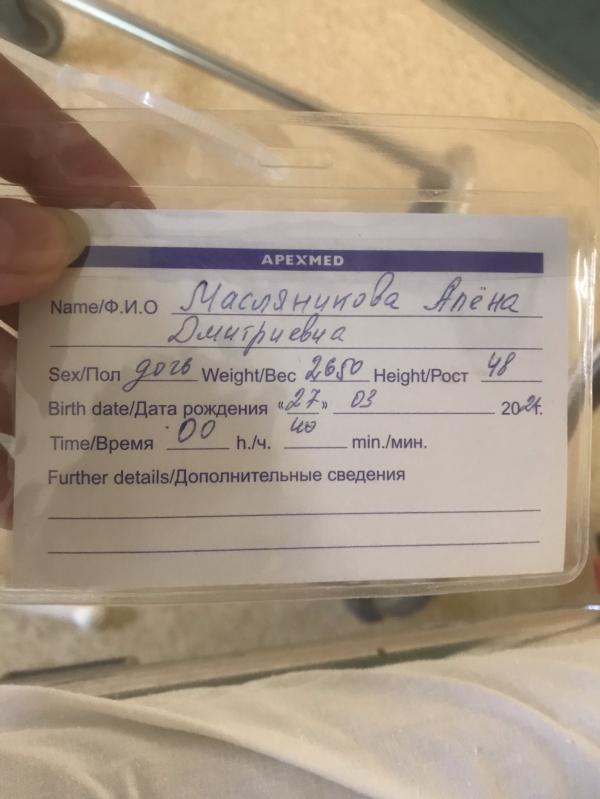 APEXMED
Name/Ф.И.О Масляникова Алёна
Дмитриевна
Sex/Пол дочь Weight/Вес 2650 Height/Рост 48
Birth date/Дата рождения «27» 03 2021г.
Time/Время 00 h./ч. 40 min./мин.
Further details/Дополнительные сведения